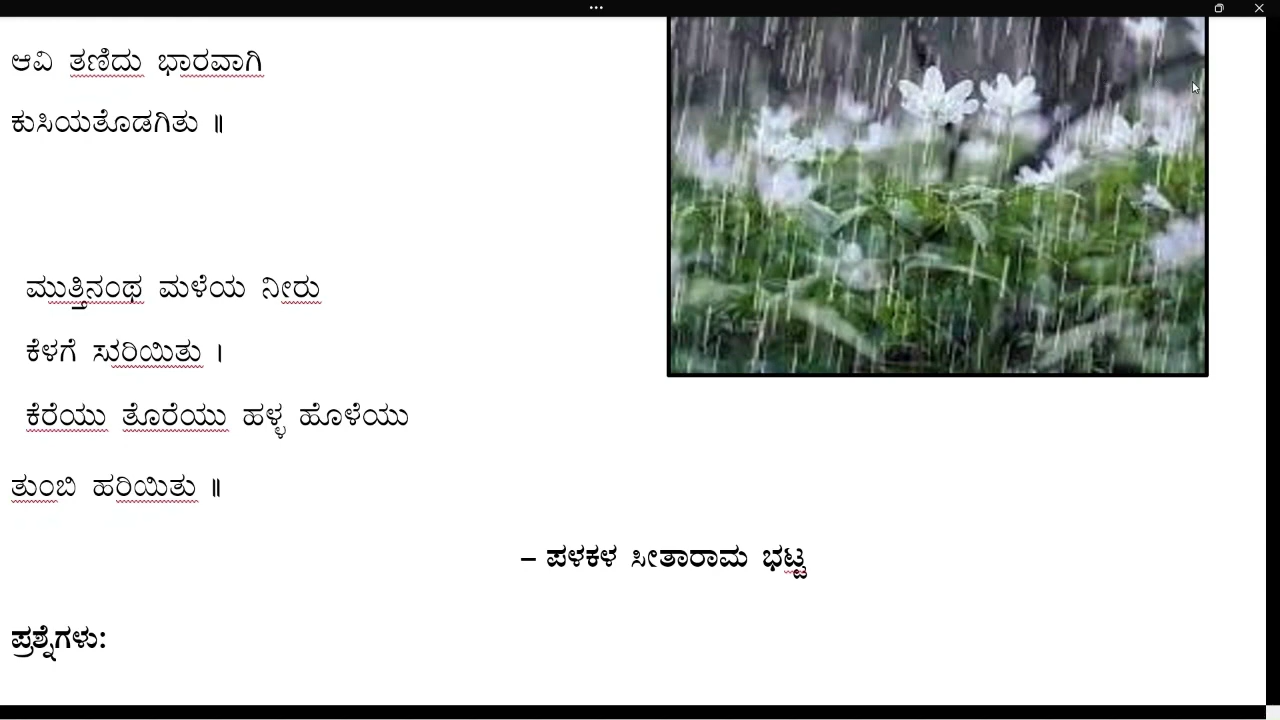 ಆವಿ ತಣಿದು ಭಾರವಾಗಿ
ಕುಸಿಯತೊಡಗಿತು ॥
ಮುತ್ತಿನಂಥ ಮಳೆಯ ನೀರು
ಕೆಳಗೆ ಸುರಿಯಿತು ।
ಕೆರೆಯು ತೊರೆಯು ಹಳ್ಳ ಹೊಳೆಯು
ತುಂಬಿ ಹರಿಯಿತು ॥
– ಪಳಕಳ ಸೀತಾರಾಮ ಭಟ್ಟ
ಪ್ರಶ್ನೆಗಳು: